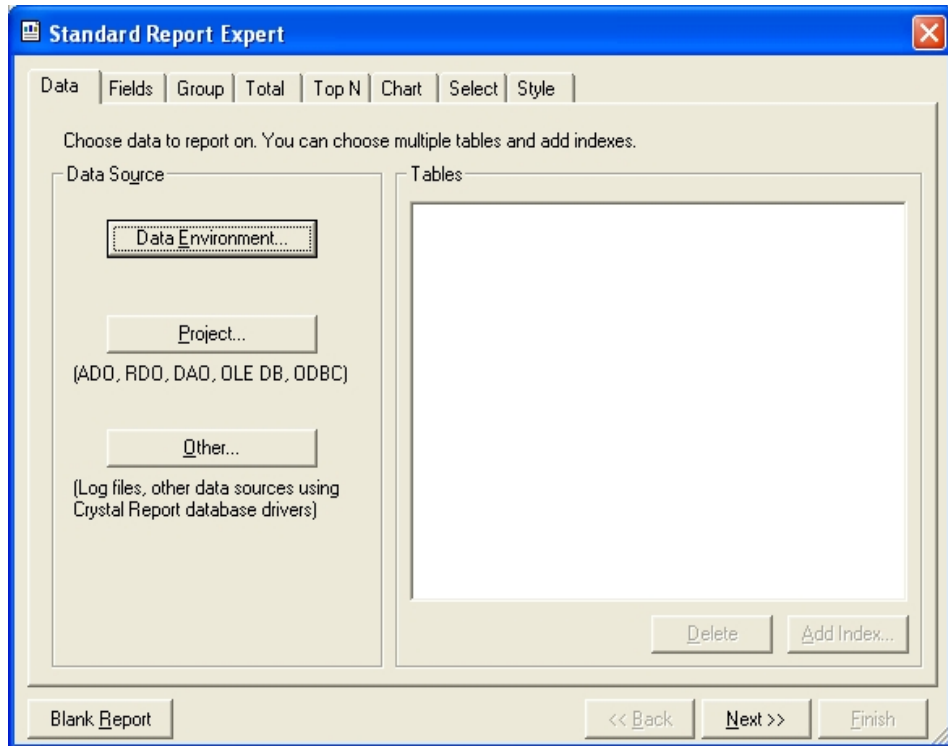 Standard Report Expert
Data Fields Group Total Top N Chart Select Style
Choose data to report on. You can choose multiple tables and add indexes.
Data Source
Data Environment...
Project...
(ADO, RDO, DAO, OLE DB, ODBC)
Other...
(Log files, other data sources using
Crystal Report database drivers)
Tables
Delete Add Index...
Blank Report << Back Next >> Finish